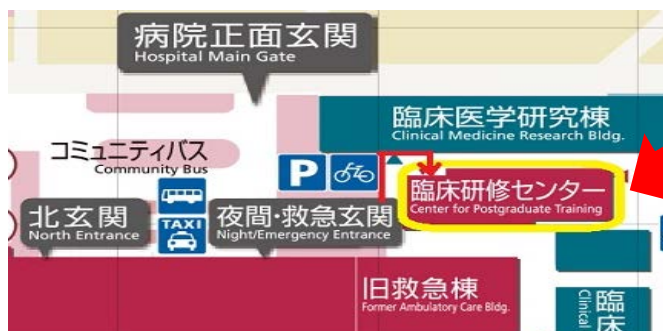 病院正面玄関
Hospital Main Gate
臨床医学研究棟
Clinical Medicine Research Bldg.
コミュニティバス
Community Bus
P
臨床研修センター
Center for Postgraduate Training
北玄関
North Entrance
TAXI
夜間・救急玄関
Night/Emergency Entrance
旧救急棟
Former Ambulatory Care Bldg.
臨床
Clinical